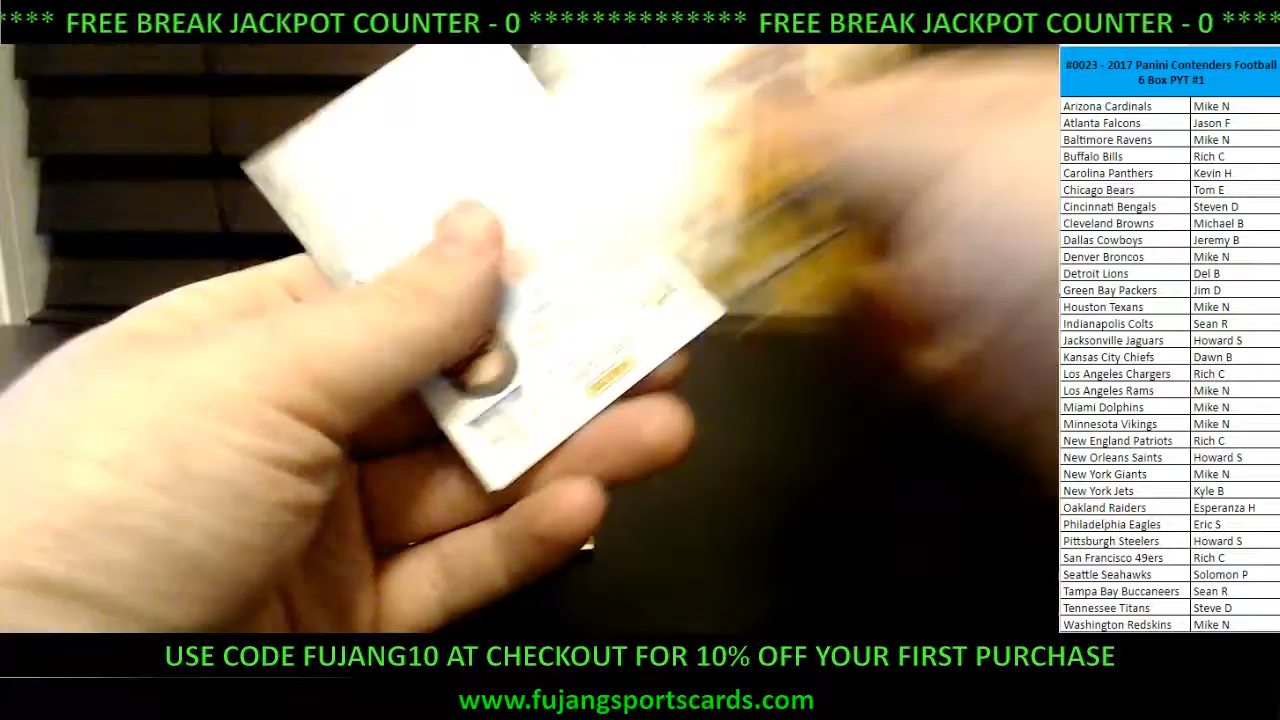 **** FREE BREAK JACKPOT COUNTER - 0 ************** FREE BREAK JACKPOT COUNTER - 0 ****
#0023 - 2017 Panini Contenders Football
6 Box PYT #1
Arizona Cardinals Mike N
Atlanta Falcons Jason F
Baltimore Ravens Mike N
Buffalo Bills Rich C
Carolina Panthers Kevin H
Chicago Bears Tom E
Cincinnati Bengals Steven D
Cleveland Browns Michael B
Dallas Cowboys Jeremy B
Denver Broncos Mike N
Detroit Lions Del B
Green Bay Packers Jim D
Houston Texans Mike N
Indianapolis Colts Sean R
Jacksonville Jaguars Howard S
Kansas City Chiefs Dawn B
Los Angeles Chargers Rich C
Los Angeles Rams Mike N
Miami Dolphins Mike N
Minnesota Vikings Mike N
New England Patriots Rich C
New Orleans Saints Howard S
New York Giants Mike N
New York Jets Kyle B
Oakland Raiders Esperanza H
Philadelphia Eagles Eric S
Pittsburgh Steelers Howard S
San Francisco 49ers Rich C
Seattle Seahawks Solomon P
Tampa Bay Buccaneers Sean R
Tennessee Titans Steve D
Washington Redskins Mike N
USE CODE FUJANG10 AT CHECKOUT FOR 10% OFF YOUR FIRST PURCHASE
www.fujangsportscards.com